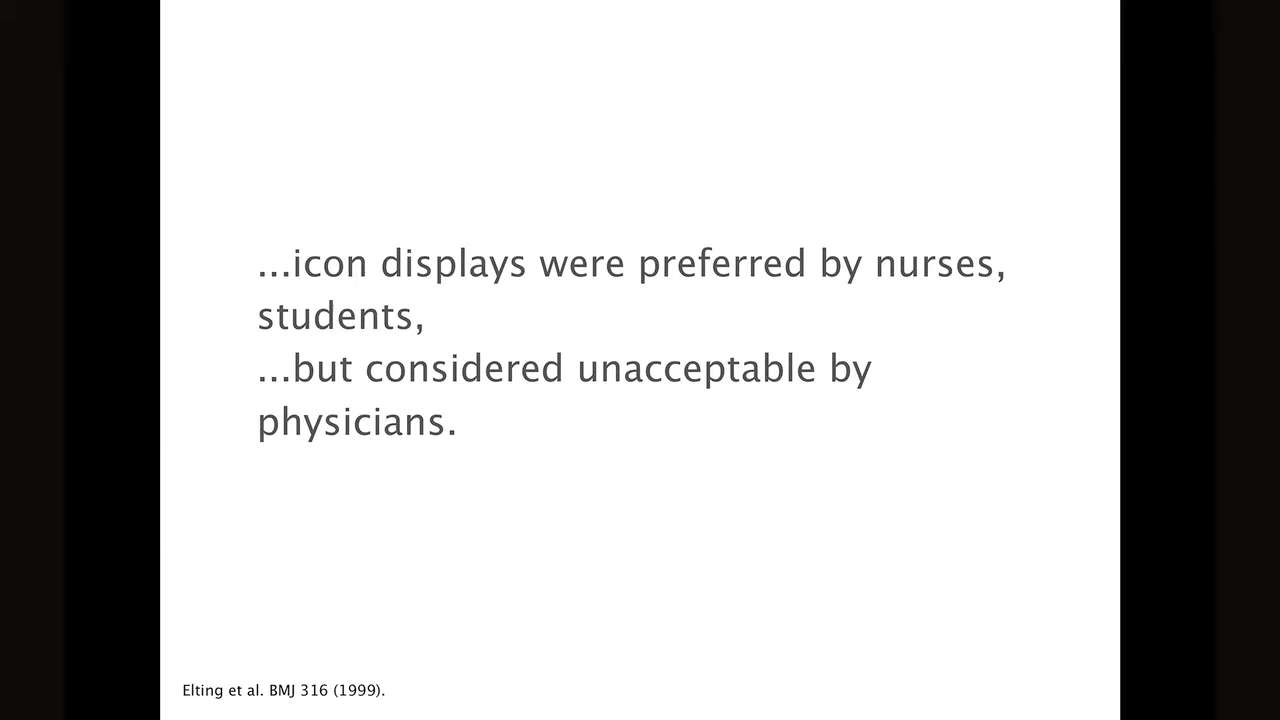 ...icon displays were preferred by nurses,
students,
...but considered unacceptable by
physicians.
Elting et al. BMJ 316 (1999).